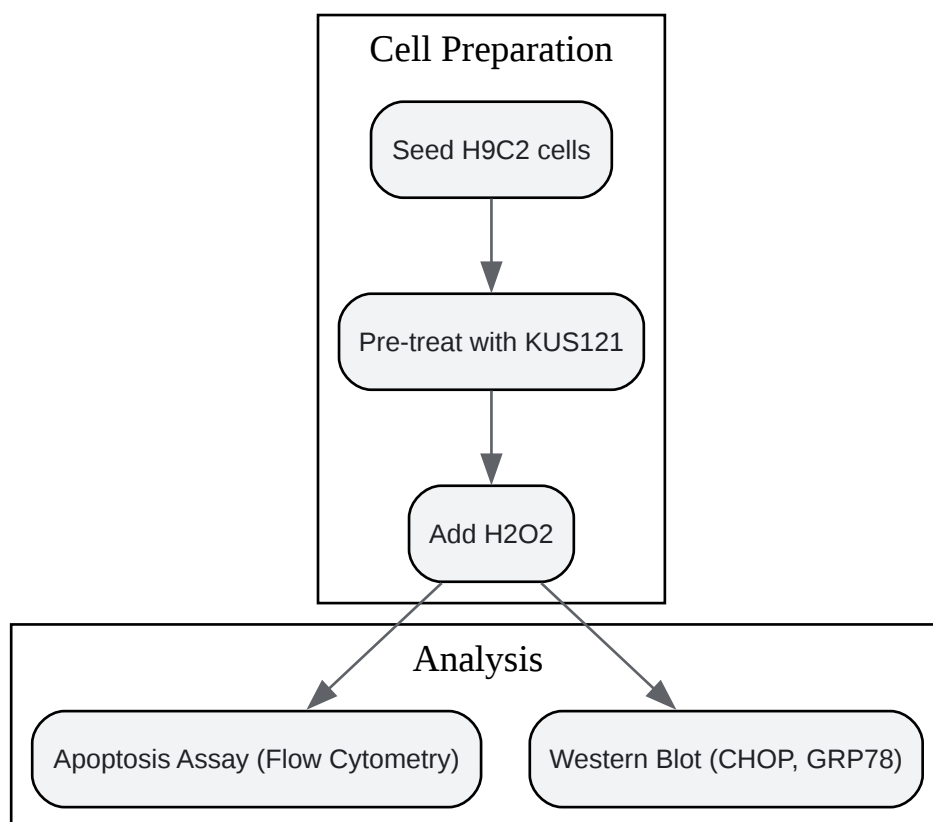 Cell Preparation
Seed H9C2 cells
Pre-treat with KUS121
Add H2O2
Analysis
Apoptosis Assay (Flow Cytometry)
Western Blot (CHOP, GRP78)